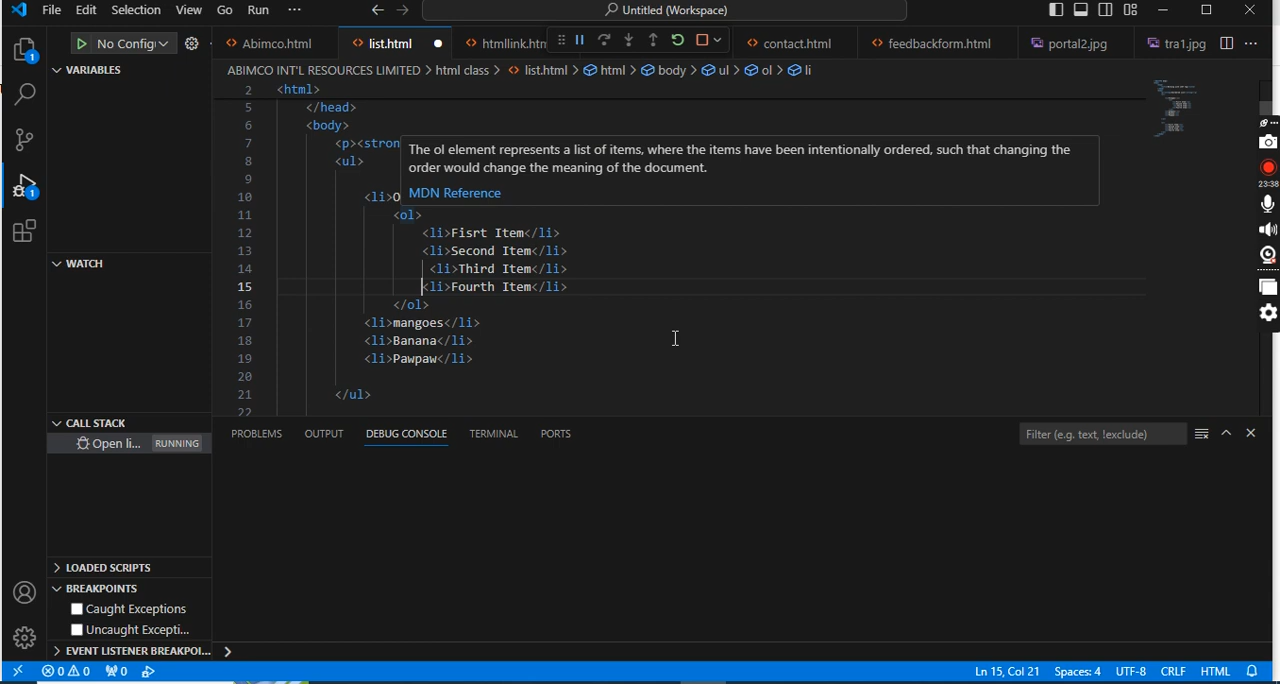 File Edit Selection View Go Run ··· Untitled (Workspace)
No Config
Abimco.html list.html htmllink.htm contact.html feedbackform.html portal2.jpg tra1.jpg ···
VARIABLES
WATCH
CALL STACK
Open li... RUNNING
LOADED SCRIPTS
BREAKPOINTS
Caught Exceptions
Uncaught Excepti...
EVENT LISTENER BREAKPOI...
ABIMCO INT'L RESOURCES LIMITED > html class > list.html > html > body > ul > ol > li
2 <html>
5 </head>
6 <body>
7 <p><stron
8 <ul>
9
10 <li>O
11 <ol>
12 <li>Fisrt Item</li>
13 <li>Second Item</li>
14 <li>Third Item</li>
15 <li>Fourth Item</li>
16 </ol>
17 <li>mangoes</li>
18 <li>Banana</li>
19 <li>Pawpaw</li>
20
21 </ul>
22
The ol element represents a list of items, where the items have been intentionally ordered, such that changing the
order would change the meaning of the document.
MDN Reference
PROBLEMS OUTPUT DEBUG CONSOLE TERMINAL PORTS Filter (e.g. text, !exclude)
23:38
0 0 0 Ln 15, Col 21 Spaces: 4 UTF-8 CRLF HTML